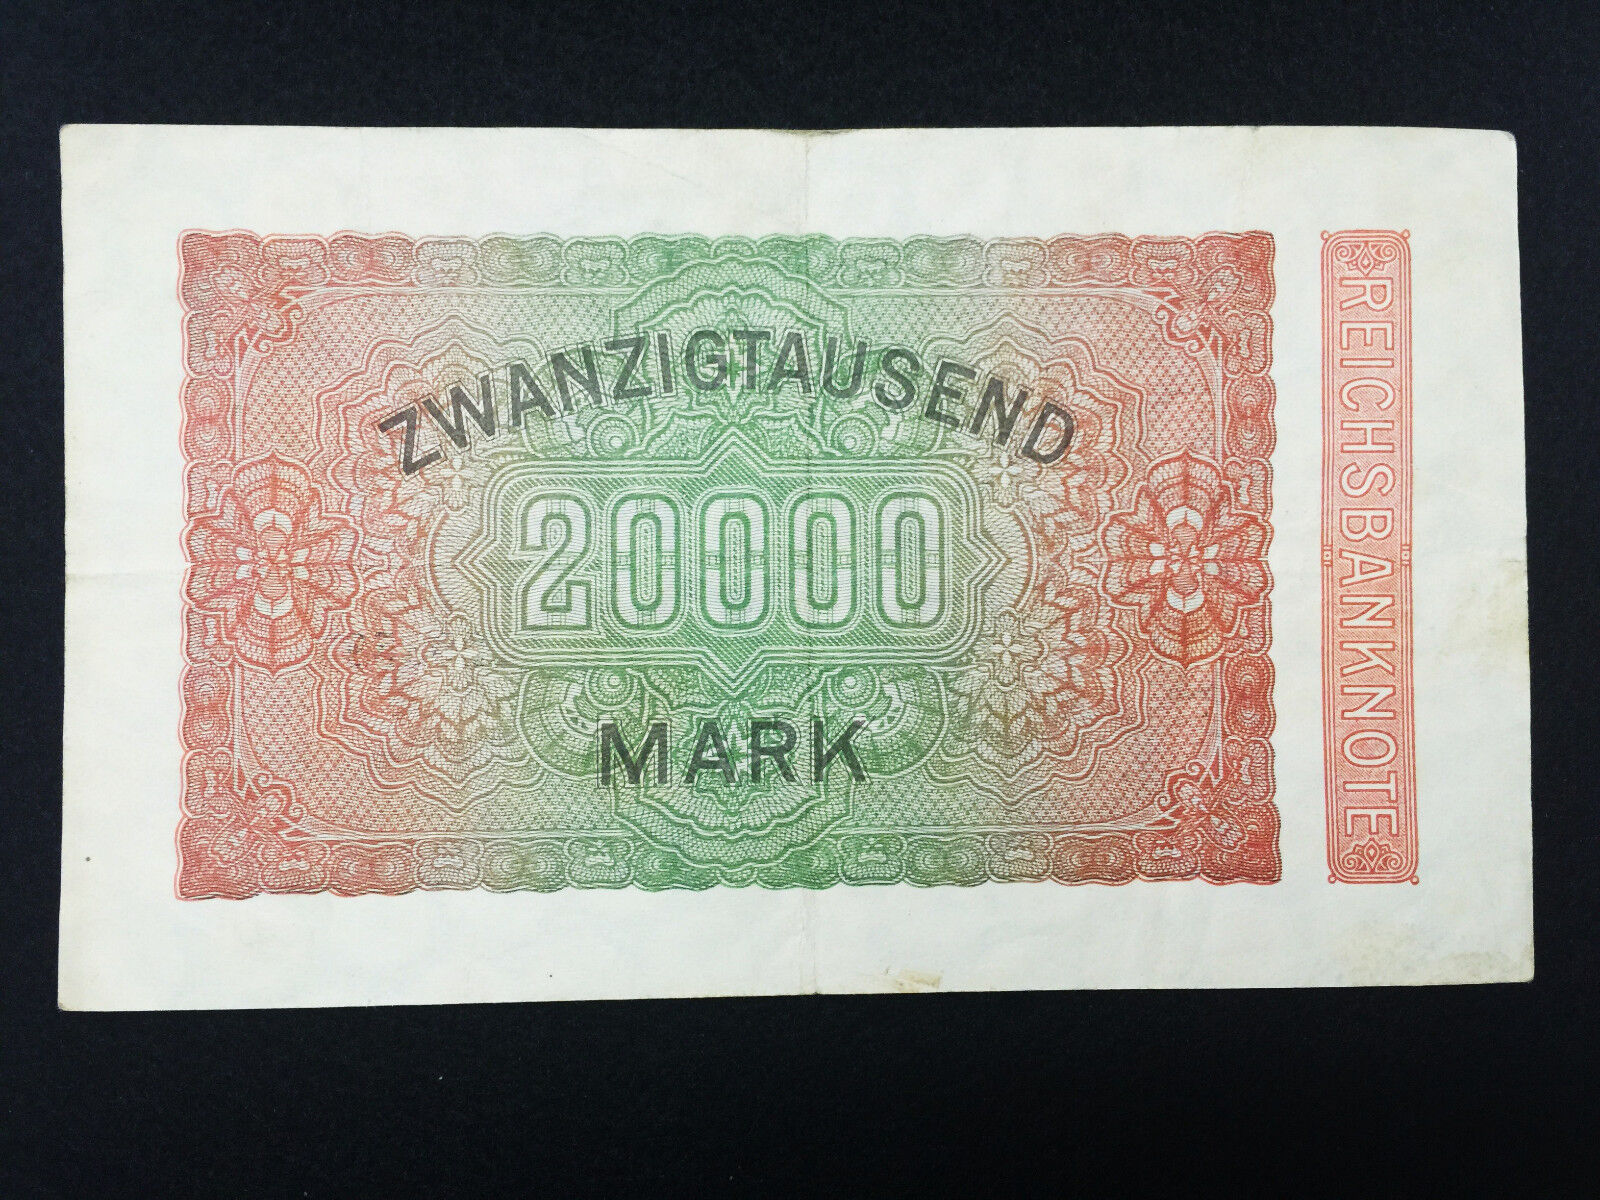 ZWANZIGTAUSEND
20000
MARK
REICHSBANKNOTE